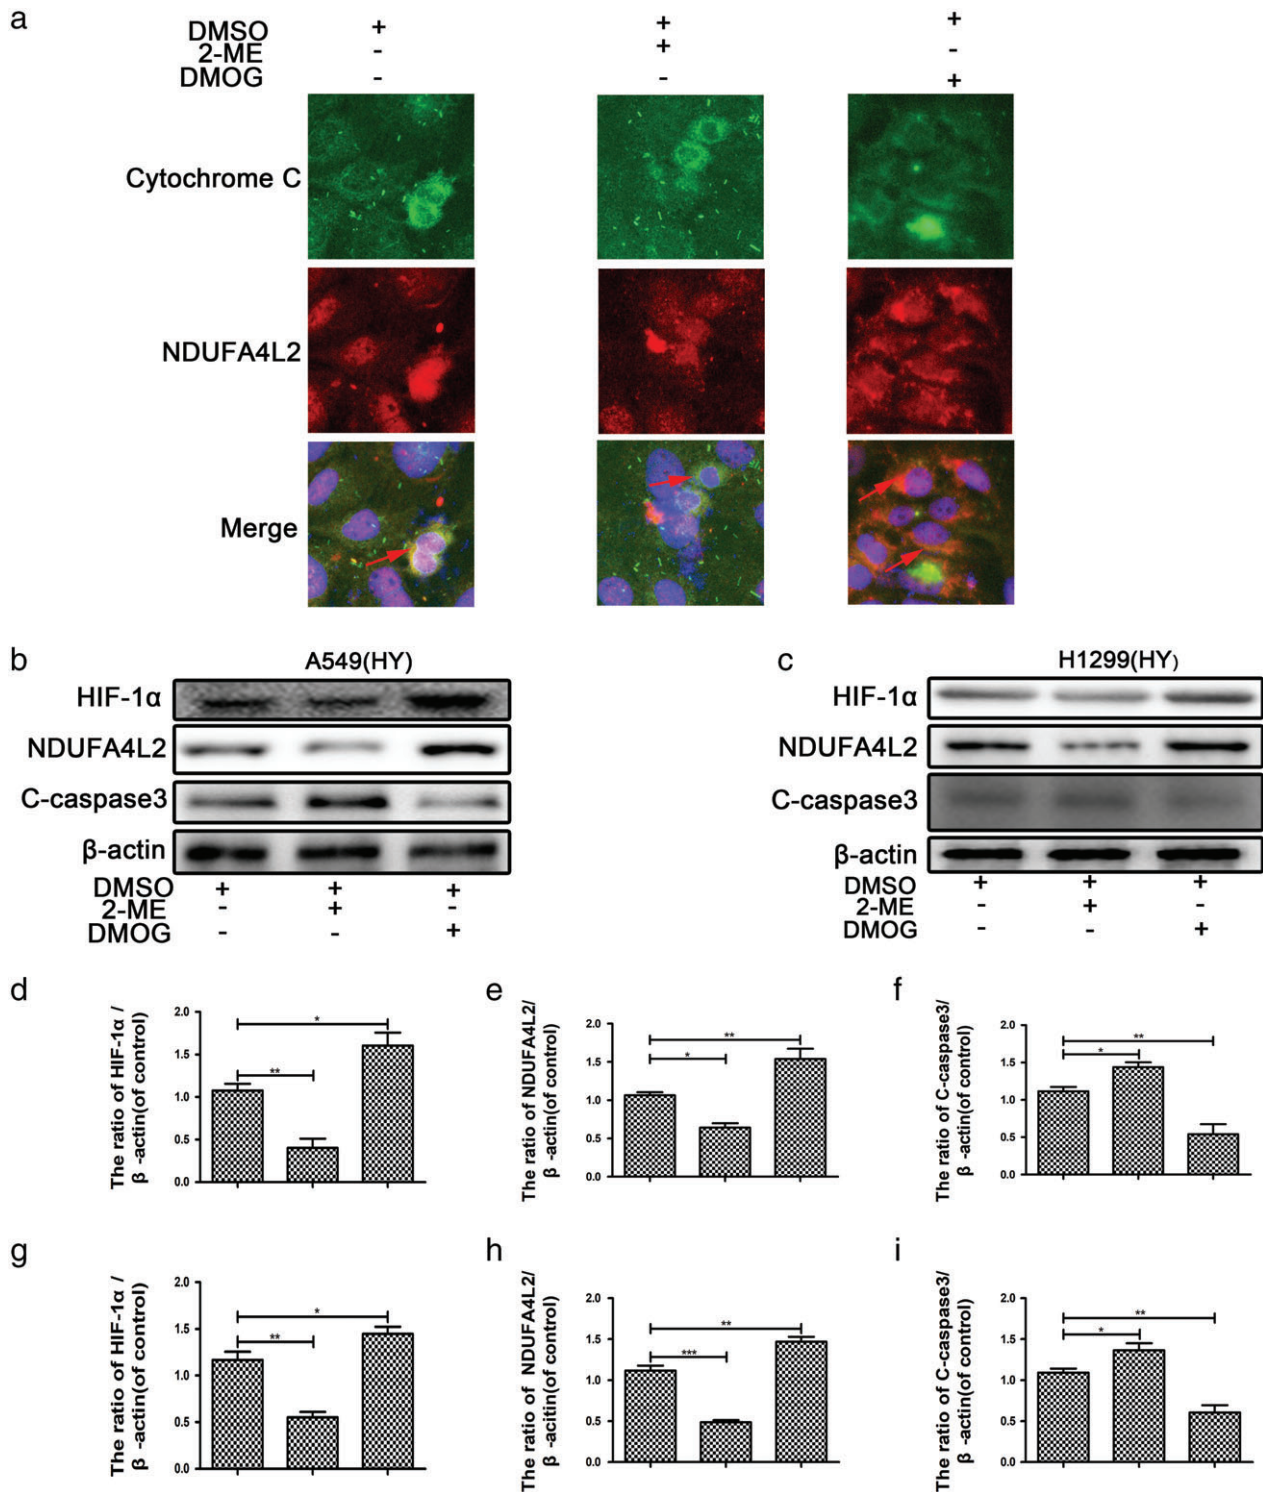 a
DMSO + + +
2-ME - + -
DMOG - - +
Cytochrome C
NDUFA4L2
Merge
b
A549(HY)
HIF-1α
NDUFA4L2
C-caspase3
β-actin
DMSO + + +
2-ME - + -
DMOG - - +
c
H1299(HY)
HIF-1α
NDUFA4L2
C-caspase3
β-actin
DMSO + + +
2-ME - + -
DMOG - - +
d
The ratio of HIF-1α /
β -actin(of control)
2.0
1.5
1.0
0.5
0.0
*
**
e
The ratio of NDUFA4L2/
β -actin(of control)
2.0
1.5
1.0
0.5
0.0
**
*
f
The ratio of C-caspase3/
β -actin(of control)
2.0
1.5
1.0
0.5
0.0
**
*
g
The ratio of HIF-1α /
β -actin(of control)
2.0
1.5
1.0
0.5
0.0
*
**
h
The ratio of NDUFA4L2/
β -acitin(of control)
2.0
1.5
1.0
0.5
0.0
**
***
i
The ratio of C-caspase3/
β -actin(of control)
2.0
1.5
1.0
0.5
0.0
**
*